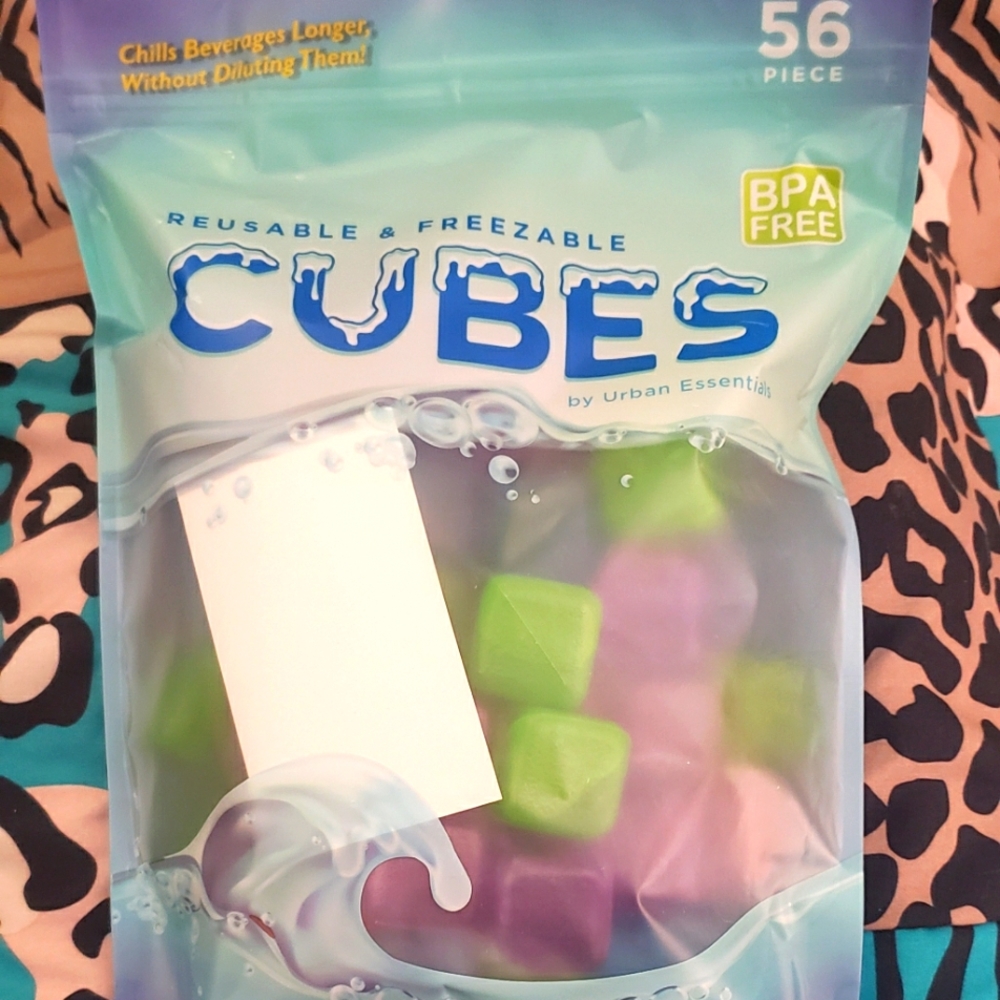 Chills Beverages Longer,
Without Diluting Them!
56
PIECE
BPA
FREE
REUSABLE & FREEZABLE
CUBES
by Urban Essentials